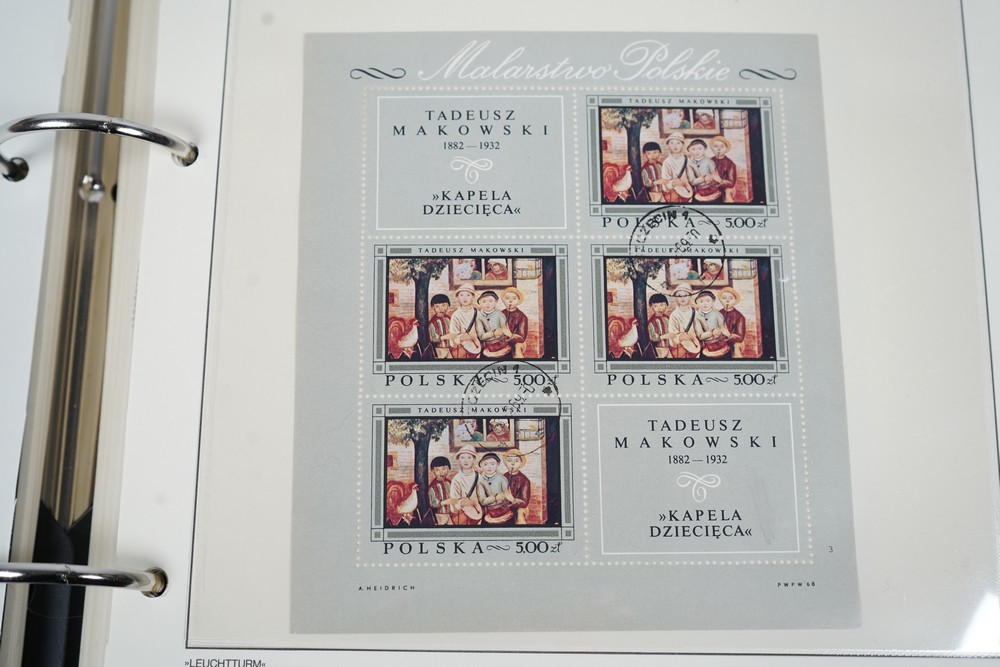 Malarstwo Polskie
TADEUSZ
MAKOWSKI
1882 — 1932
»KAPELA
DZIECIĘCA«
TADEUSZ MAKOWSKI
POLSKA 5.00 zł
TADEUSZ MAKOWSKI
POLSKA 5.00 zł
TADEUSZ MAKOWSKI
POLSKA 5.00 zł
TADEUSZ MAKOWSKI
POLSKA 5.00 zł
TADEUSZ
MAKOWSKI
1882 — 1932
»KAPELA
DZIECIĘCA«
3
A. HEIDRICH
PWPW 68
»LEUCHTTURM«